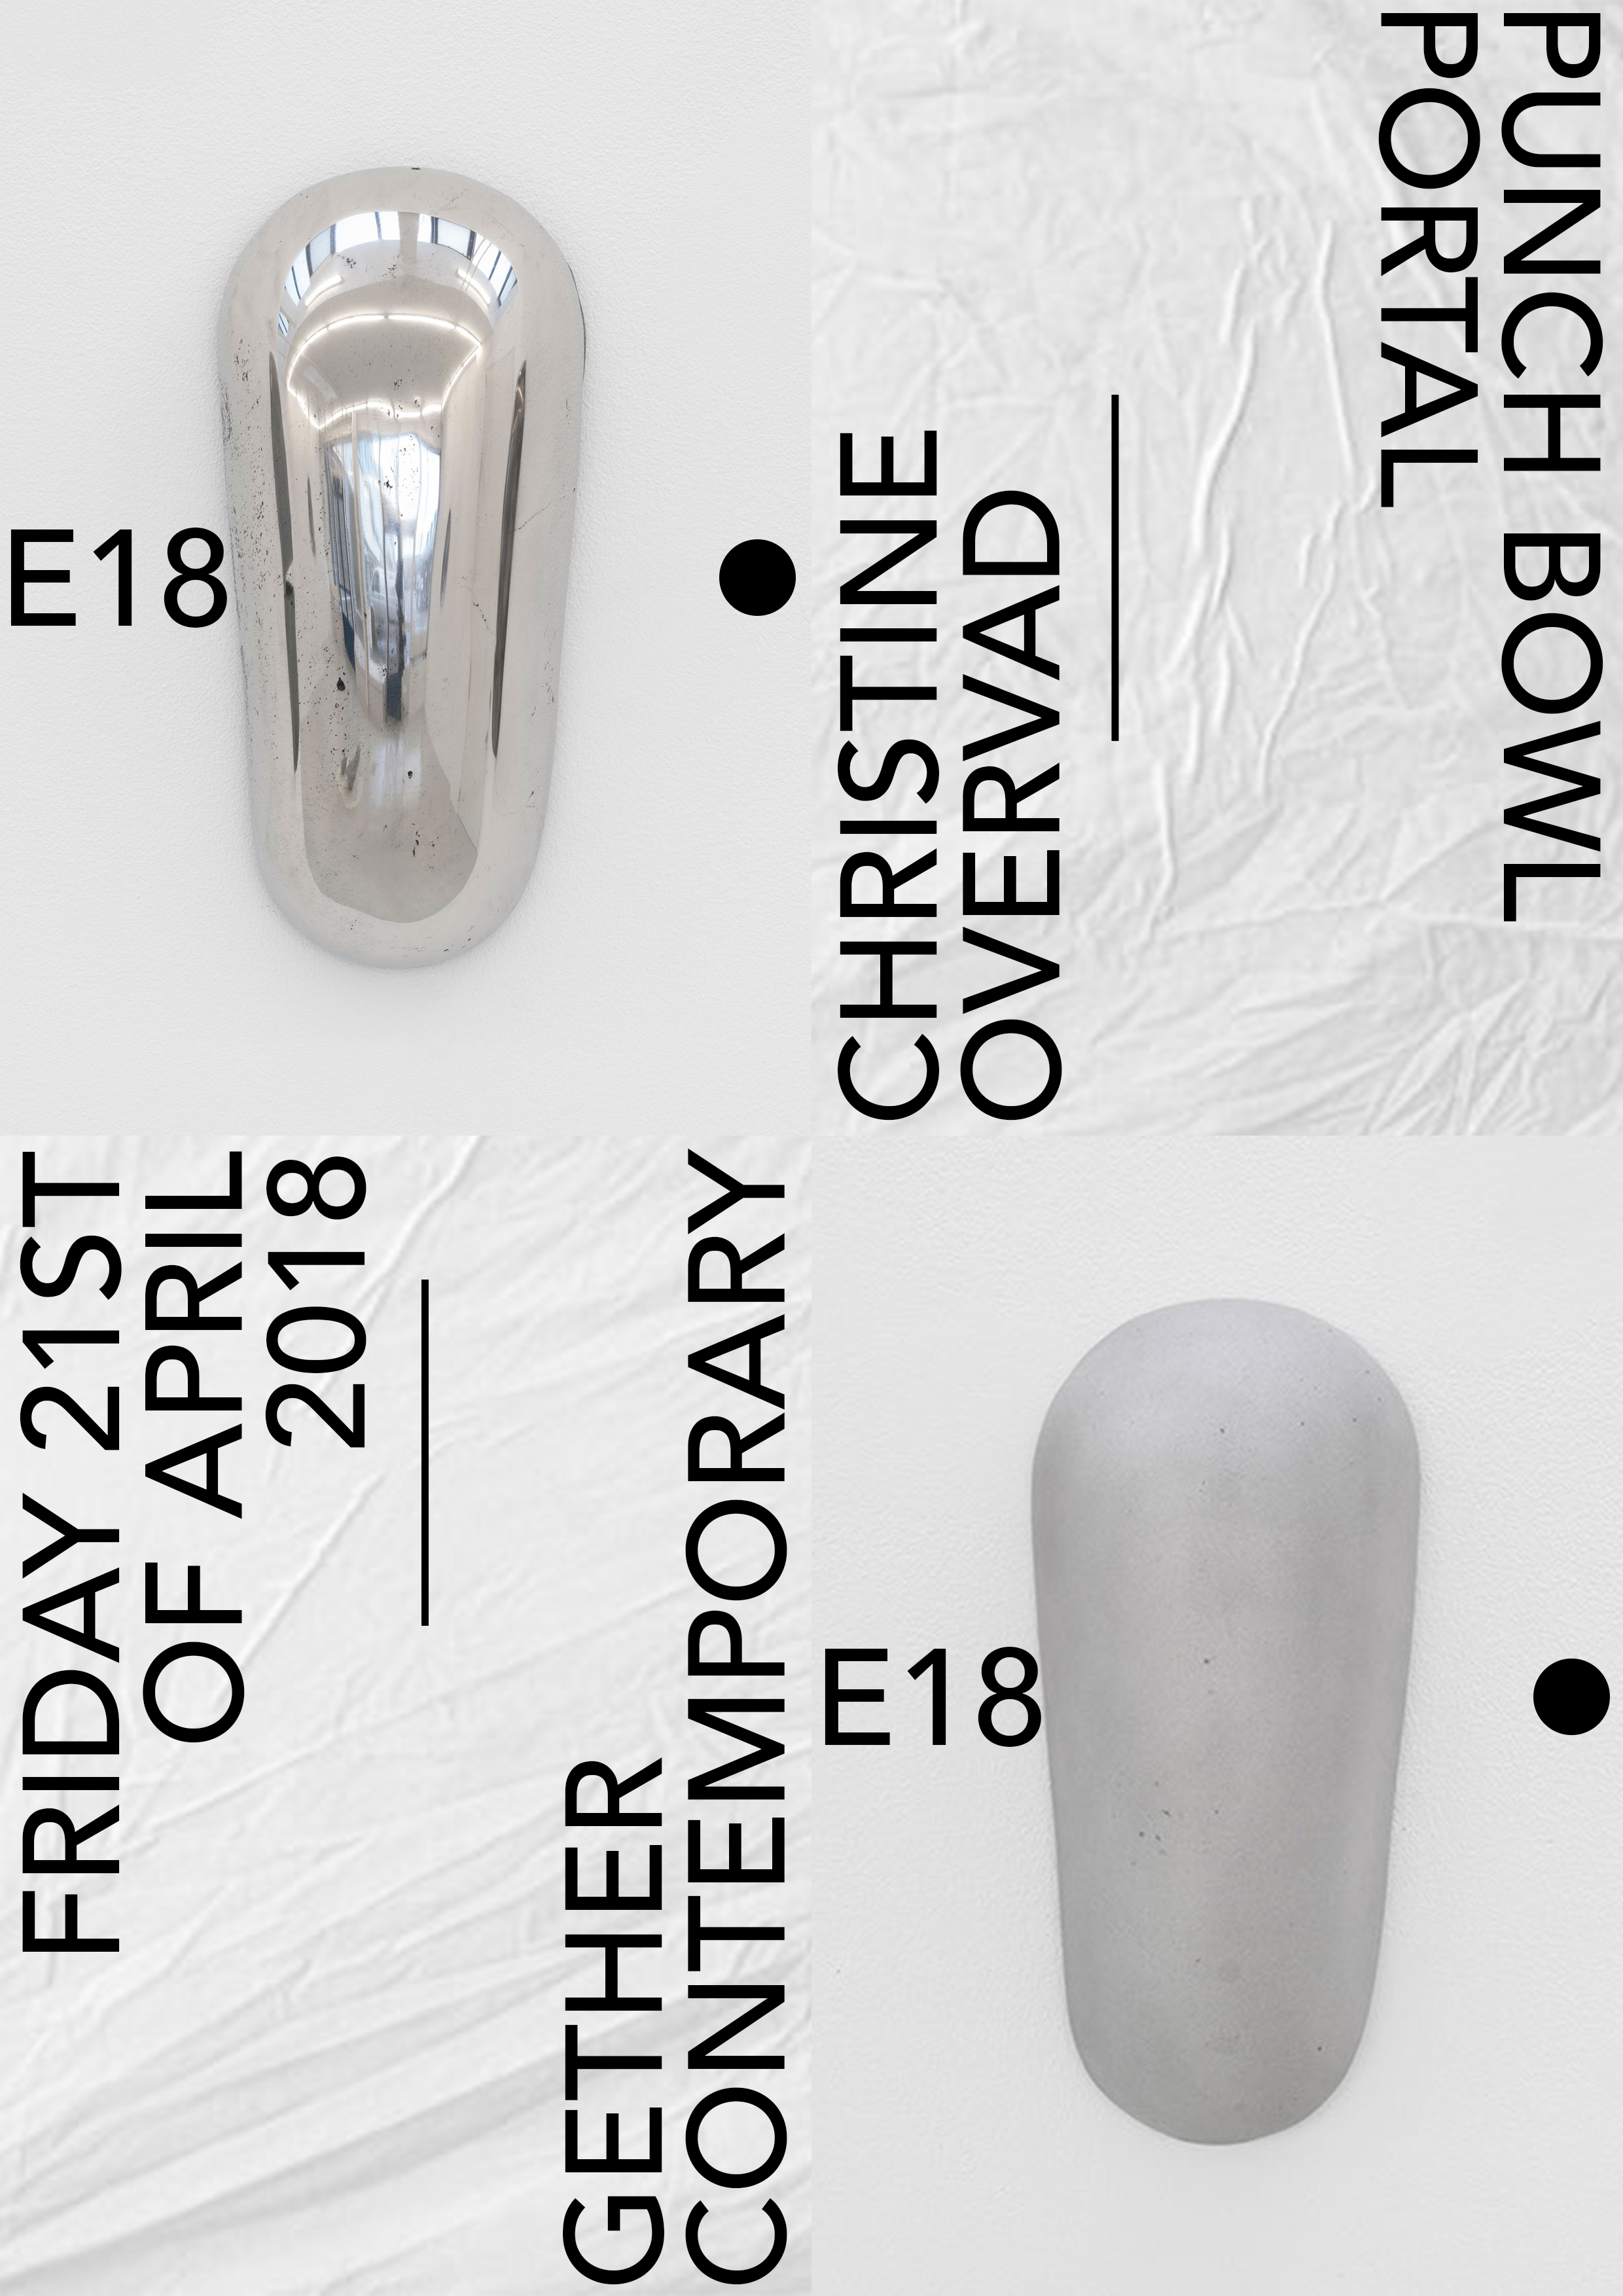 E18
CHRISTINE
OVERVAD
PUNCH BOWL
PORTAL
FRIDAY 21ST
OF APRIL
2018
GETHER
CONTEMPORARY
E18